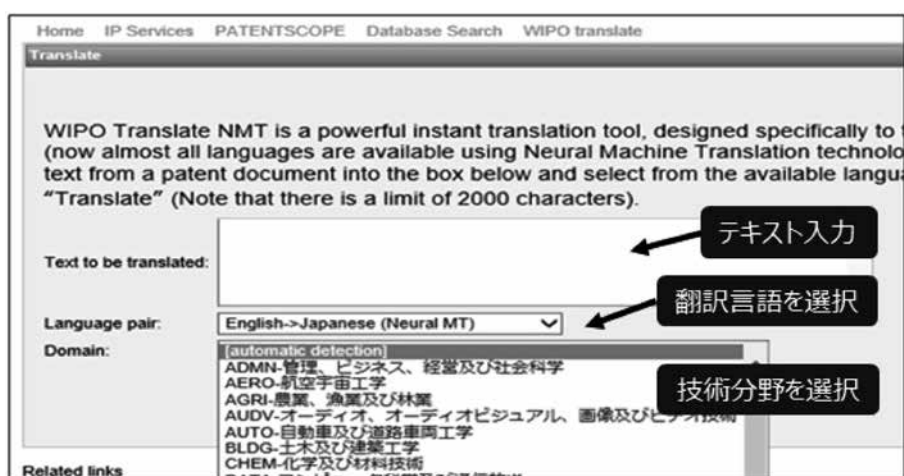 Home IP Services PATENTSCOPE Database Search WIPO translate
Translate
WIPO Translate NMT is a powerful instant translation tool, designed specifically to
(now almost all languages are available using Neural Machine Translation technolo
text from a patent document into the box below and select from the available langua
"Translate" (Note that there is a limit of 2000 characters).
テキスト入力
Text to be translated:
翻訳言語を選択
Language pair: English->Japanese (Neural MT)
Domain: [automatic detection]
ADMN-管理、ビジネス、経営及び社会科学
AERO-航空宇宙工学
技術分野を選択
AGRI-農業、漁業及び林業
AUDV-オーディオ、オーディオビジュアル、画像及びビデオ技術
AUTO-自動車及び道路車両工学
BLDG-土木及び建築工学
CHEM-化学及び材料技術
Related links